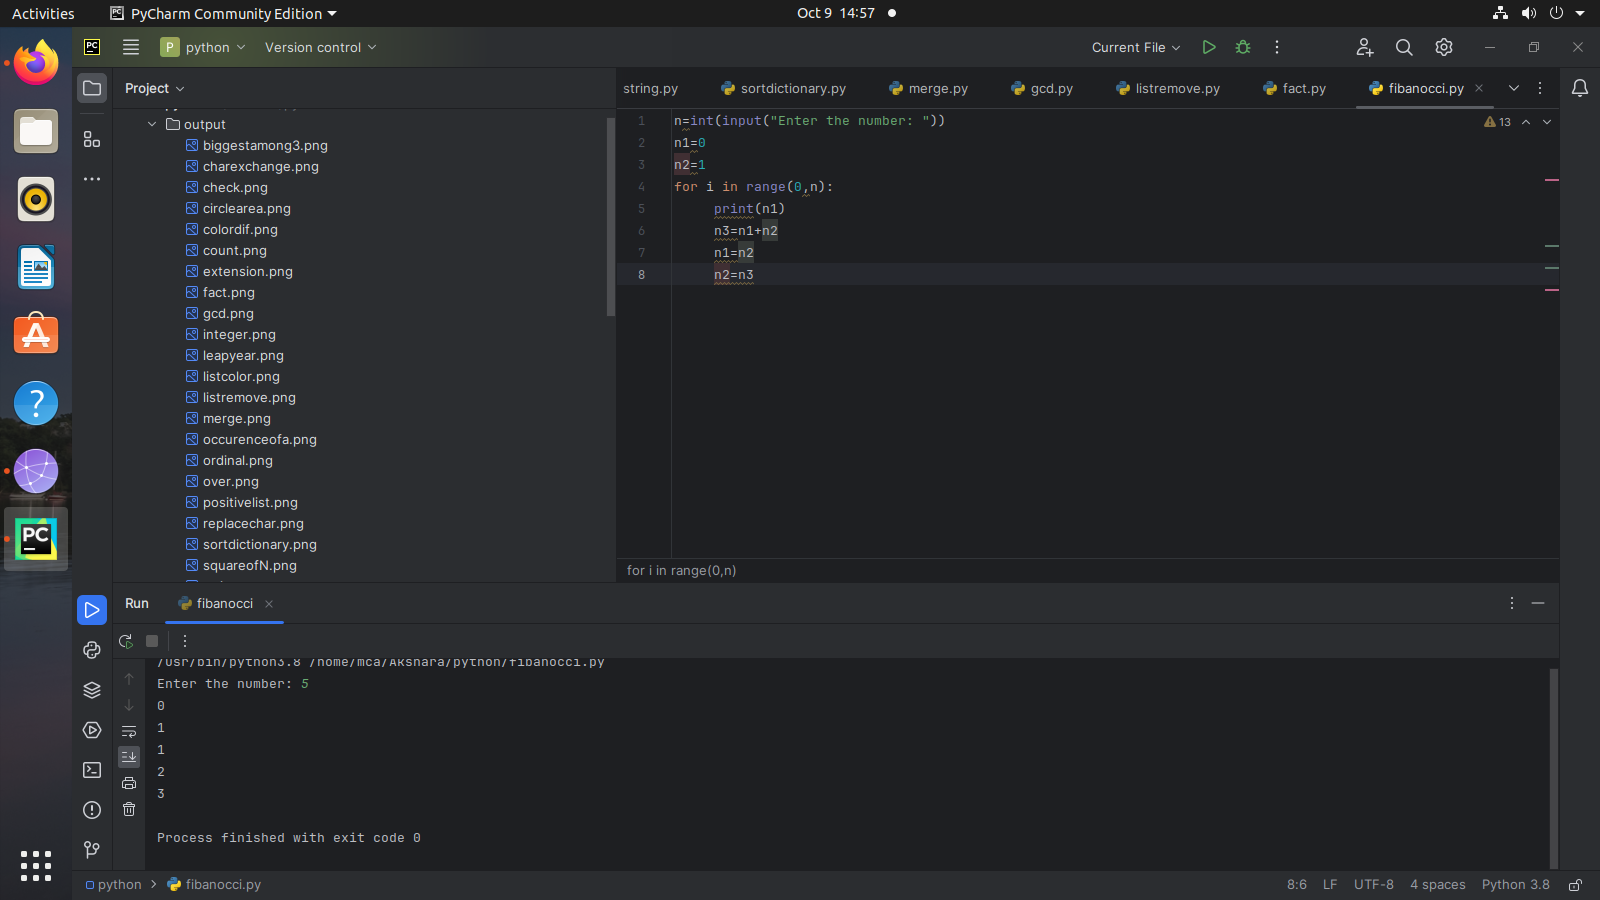 Activities PyCharm Community Edition Oct 9 14:57
PC P python Version control Current File
Project string.py sortdictionary.py merge.py gcd.py listremove.py fact.py fibanocci.py
output
biggestamong3.png
charexchange.png
check.png
circlearea.png
colordif.png
count.png
extension.png
fact.png
gcd.png
integer.png
leapyear.png
listcolor.png
listremove.png
merge.png
occurenceofa.png
ordinal.png
over.png
positivelist.png
replacechar.png
sortdictionary.png
squareofN.png
13
1 n=int(input("Enter the number: "))
2 n1=0
3 n2=1
4 for i in range(0,n):
5 print(n1)
6 n3=n1+n2
7 n1=n2
8 n2=n3
for i in range(0,n)
PC
Run fibanocci
/usr/bin/python3.8 /home/mca/Akshara/python/fibanocci.py
Enter the number: 5
0
1
1
2
3
Process finished with exit code 0
python fibanocci.py 8:6 LF UTF-8 4 spaces Python 3.8